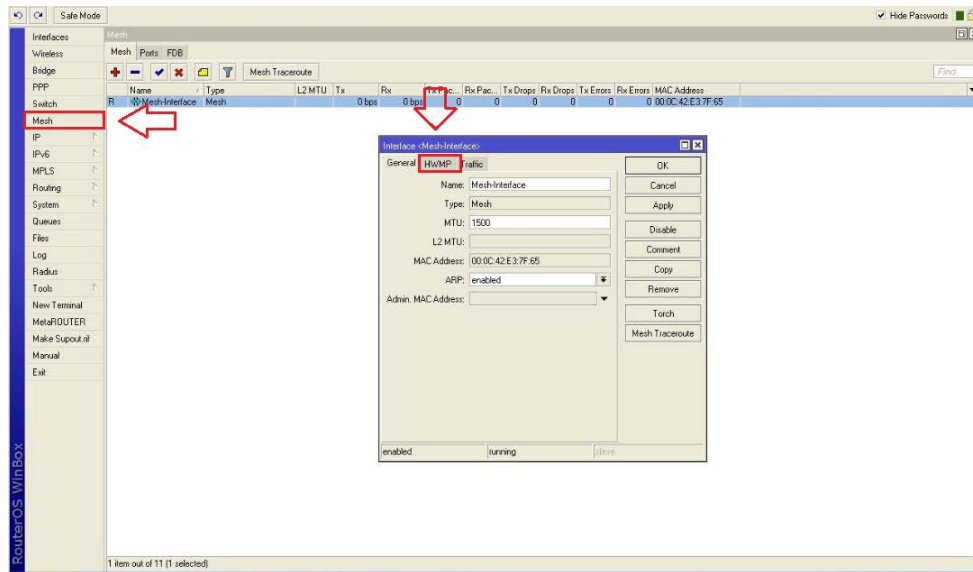 Safe Mode
Hide Passwords
Interfaces
Wireless
Bridge
PPP
Switch
Mesh
IP
IPv6
MPLS
Routing
System
Queues
Files
Log
Radius
Tools
New Terminal
MetaROUTER
Make Supout.rif
Manual
Exit
RouterOS WinBox
Mesh
Mesh Ports FDB
Mesh Traceroute
Find
Name Type L2 MTU Tx Rx Tx Pac... Rx Pac... Tx Drops Rx Drops Tx Errors Rx Errors MAC Address
R Mesh-Interface Mesh 0 bps 0 bps 0 0 0 0 0 0 00:0C:42:E3:7F:65
Interface <Mesh-Interface>
General HWMP Traffic
Name: Mesh-Interface
Type: Mesh
MTU: 1500
L2 MTU:
MAC Address: 00:0C:42:E3:7F:65
ARP: enabled
Admin. MAC Address:
OK
Cancel
Apply
Disable
Comment
Copy
Remove
Torch
Mesh Traceroute
enabled running slave
1 item out of 11 (1 selected)